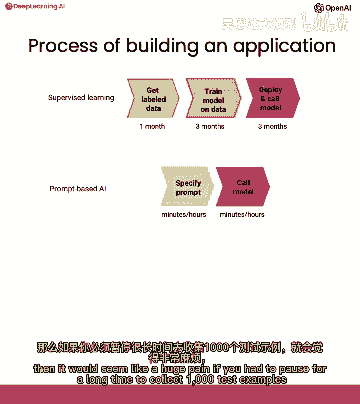 DeepLearning.AI
OpenAI
Process of building an application
Supervised learning
Get labeled data
Train model on data
Deploy & call model
1 month
3 months
3 months
Prompt-based AI
Specify prompt
Call model
minutes/hours
minutes/hours
那么如果你必须暂停很长时间去收集1000个测试示例，就会觉
得非常麻烦，
then it would seem like a huge pain if you had to pause for
a long time to collect 1,000 test examples